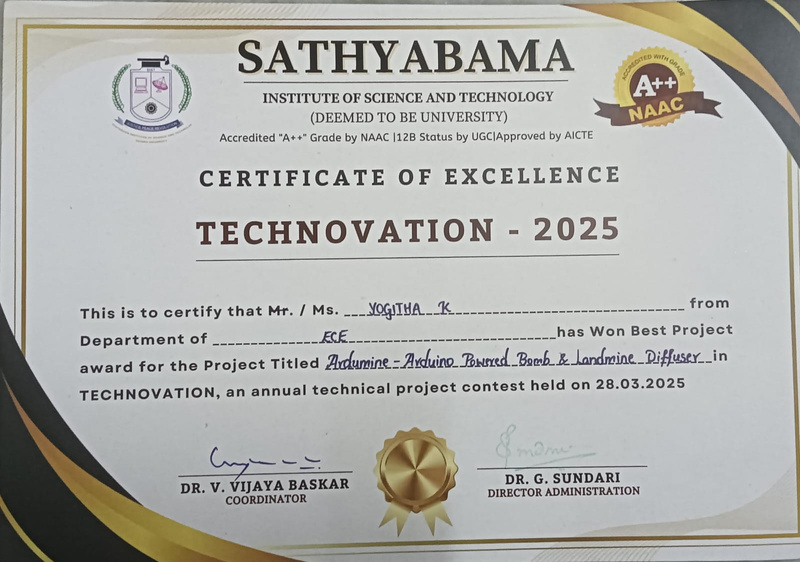 SATHYABAMA
INSTITUTE OF SCIENCE AND TECHNOLOGY
(DEEMED TO BE UNIVERSITY)
Accredited "A++" Grade by NAAC |12B Status by UGC|Approved by AICTE
ACCREDITED WITH GRADE
A++
NAAC
CERTIFICATE OF EXCELLENCE
TECHNOVATION - 2025
This is to certify that Mr. / Ms. YOGITHA K from
Department of ECE has Won Best Project
award for the Project Titled Ardumine - Arduino Powered Bomb & Landmine Diffuser in
TECHNOVATION, an annual technical project contest held on 28.03.2025
DR. V. VIJAYA BASKAR
COORDINATOR
DR. G. SUNDARI
DIRECTOR ADMINISTRATION